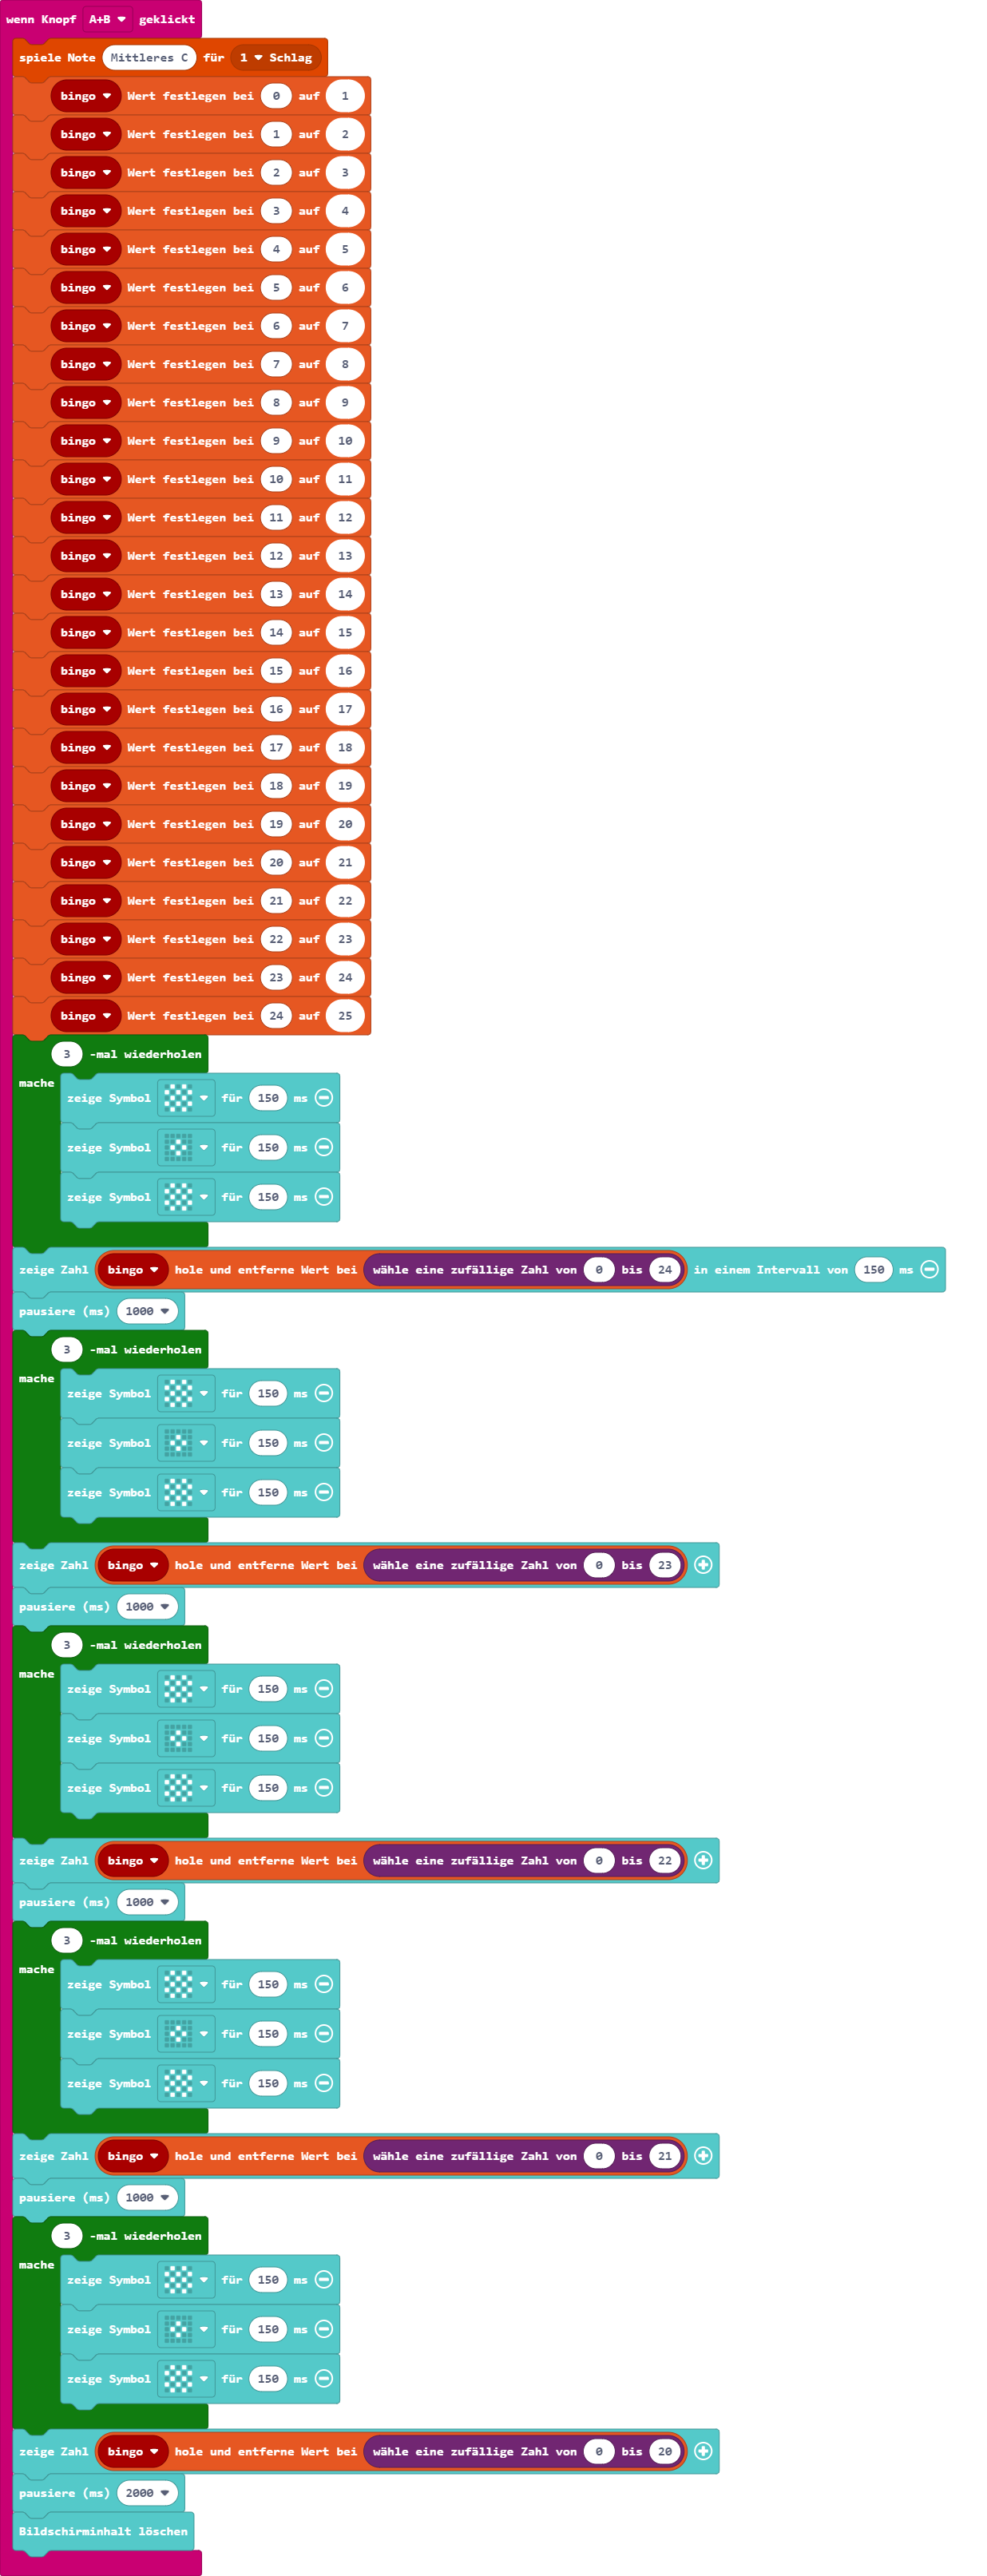 wenn Knopf A+B geklickt
spiele Note Mittleres C für 1 Schlag
bingo Wert festlegen bei 0 auf 1
bingo Wert festlegen bei 1 auf 2
bingo Wert festlegen bei 2 auf 3
bingo Wert festlegen bei 3 auf 4
bingo Wert festlegen bei 4 auf 5
bingo Wert festlegen bei 5 auf 6
bingo Wert festlegen bei 6 auf 7
bingo Wert festlegen bei 7 auf 8
bingo Wert festlegen bei 8 auf 9
bingo Wert festlegen bei 9 auf 10
bingo Wert festlegen bei 10 auf 11
bingo Wert festlegen bei 11 auf 12
bingo Wert festlegen bei 12 auf 13
bingo Wert festlegen bei 13 auf 14
bingo Wert festlegen bei 14 auf 15
bingo Wert festlegen bei 15 auf 16
bingo Wert festlegen bei 16 auf 17
bingo Wert festlegen bei 17 auf 18
bingo Wert festlegen bei 18 auf 19
bingo Wert festlegen bei 19 auf 20
bingo Wert festlegen bei 20 auf 21
bingo Wert festlegen bei 21 auf 22
bingo Wert festlegen bei 22 auf 23
bingo Wert festlegen bei 23 auf 24
bingo Wert festlegen bei 24 auf 25
3 -mal wiederholen
mache
zeige Symbol für 150 ms
zeige Symbol für 150 ms
zeige Symbol für 150 ms
zeige Zahl bingo hole und entferne Wert bei wähle eine zufällige Zahl von 0 bis 24 in einem Intervall von 150 ms
pausiere (ms) 1000
3 -mal wiederholen
mache
zeige Symbol für 150 ms
zeige Symbol für 150 ms
zeige Symbol für 150 ms
zeige Zahl bingo hole und entferne Wert bei wähle eine zufällige Zahl von 0 bis 23
pausiere (ms) 1000
3 -mal wiederholen
mache
zeige Symbol für 150 ms
zeige Symbol für 150 ms
zeige Symbol für 150 ms
zeige Zahl bingo hole und entferne Wert bei wähle eine zufällige Zahl von 0 bis 22
pausiere (ms) 1000
3 -mal wiederholen
mache
zeige Symbol für 150 ms
zeige Symbol für 150 ms
zeige Symbol für 150 ms
zeige Zahl bingo hole und entferne Wert bei wähle eine zufällige Zahl von 0 bis 21
pausiere (ms) 1000
3 -mal wiederholen
mache
zeige Symbol für 150 ms
zeige Symbol für 150 ms
zeige Symbol für 150 ms
zeige Zahl bingo hole und entferne Wert bei wähle eine zufällige Zahl von 0 bis 20
pausiere (ms) 2000
Bildschirminhalt löschen